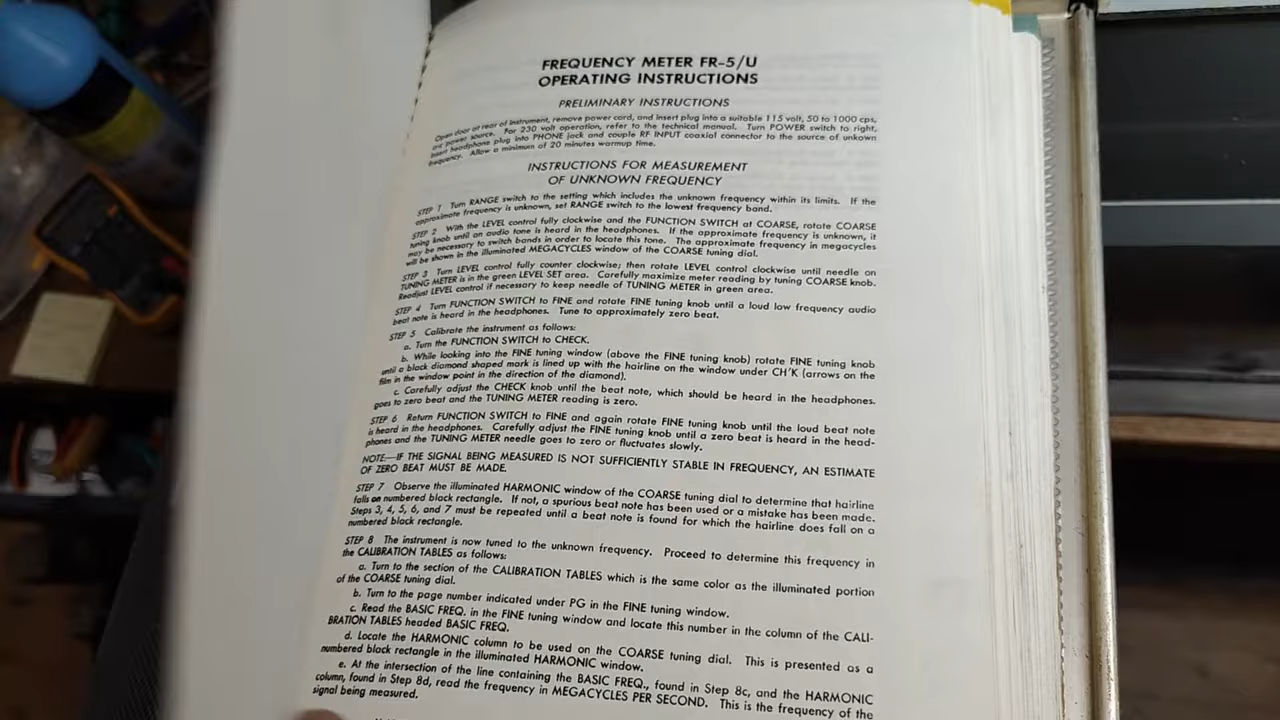 FREQUENCY METER FR-5/U
OPERATING INSTRUCTIONS
PRELIMINARY INSTRUCTIONS
Open door at rear of instrument, remove power cord, and insert plug into a suitable 115 volt, 50 to 1000 cps,
a-c power source. For 230 volt operation, refer to the technical manual. Turn POWER switch to right,
insert headphone plug into PHONE jack and couple RF INPUT coaxial connector to the source of unkown
frequency. Allow a minimum of 20 minutes warmup time.
INSTRUCTIONS FOR MEASUREMENT
OF UNKNOWN FREQUENCY
STEP 1 Turn RANGE switch to the setting which includes the unknown frequency within its limits. If the
approximate frequency is unknown, set RANGE switch to the lowest frequency band.
STEP 2 With the LEVEL control fully clockwise and the FUNCTION SWITCH at COARSE, rotate COARSE
tuning knob until an audio tone is heard in the headphones. If the approximate frequency is unknown, it
may be necessary to switch bands in order to locate this tone. The approximate frequency in megacycles
will be shown in the illuminated MEGACYCLES window of the COARSE tuning dial.
STEP 3 Turn LEVEL control fully counter clockwise; then rotate LEVEL control clockwise until needle on
TUNING METER is in the green LEVEL SET area. Carefully maximize meter reading by tuning COARSE knob.
Readjust LEVEL control if necessary to keep needle of TUNING METER in green area.
STEP 4 Turn FUNCTION SWITCH to FINE and rotate FINE tuning knob until a loud low frequency audio
beat note is heard in the headphones. Tune to approximately zero beat.
STEP 5 Calibrate the instrument as follows:
a. Turn the FUNCTION SWITCH to CHECK.
b. While looking into the FINE tuning window (above the FINE tuning knob) rotate FINE tuning knob
until a black diamond shaped mark is lined up with the hairline on the window under CH'K (arrows on the
film in the window point in the direction of the diamond).
c. Carefully adjust the CHECK knob until the beat note, which should be heard in the headphones.
goes to zero beat and the TUNING METER reading is zero.
STEP 6 Return FUNCTION SWITCH to FINE and again rotate FINE tuning knob until the loud beat note
is heard in the headphones. Carefully adjust the FINE tuning knob until a zero beat is heard in the head-
phones and the TUNING METER needle goes to zero or fluctuates slowly.
NOTE—IF THE SIGNAL BEING MEASURED IS NOT SUFFICIENTLY STABLE IN FREQUENCY, AN ESTIMATE
OF ZERO BEAT MUST BE MADE.
STEP 7 Observe the illuminated HARMONIC window of the COARSE tuning dial to determine that hairline
falls on numbered block rectangle. If not, a spurious beat note has been used or a mistake has been made.
Steps 3, 4, 5, 6, and 7 must be repeated until a beat note is found for which the hairline does fall on a
numbered block rectangle.
STEP 8 The instrument is now tuned to the unknown frequency. Proceed to determine this frequency in
the CALIBRATION TABLES as follows:
a. Turn to the section of the CALIBRATION TABLES which is the same color as the illuminated portion
of the COARSE tuning dial.
b. Turn to the page number indicated under PG in the FINE tuning window.
c. Read the BASIC FREQ. in the FINE tuning window and locate this number in the column of the CALI-
BRATION TABLES headed BASIC FREQ.
d. Locate the HARMONIC column to be used on the COARSE tuning dial. This is presented as a
numbered block rectangle in the illuminated HARMONIC window.
e. At the intersection of the line containing the BASIC FREQ., found in Step 8c, and the HARMONIC
column, found in Step 8d, read the frequency in MEGACYCLES PER SECOND. This is the frequency of the
signal being measured.